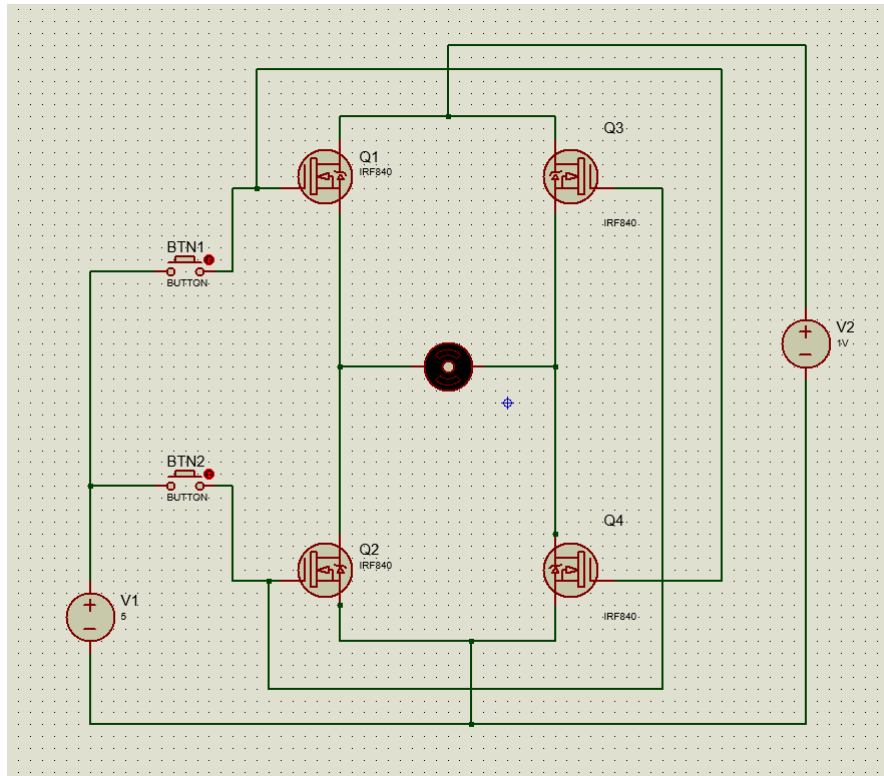 Q3
Q1
IRF840
IRF840
BTN1
BUTTON
V2
1V
BTN2
BUTTON
Q4
Q2
IRF840
V1
5
IRF840